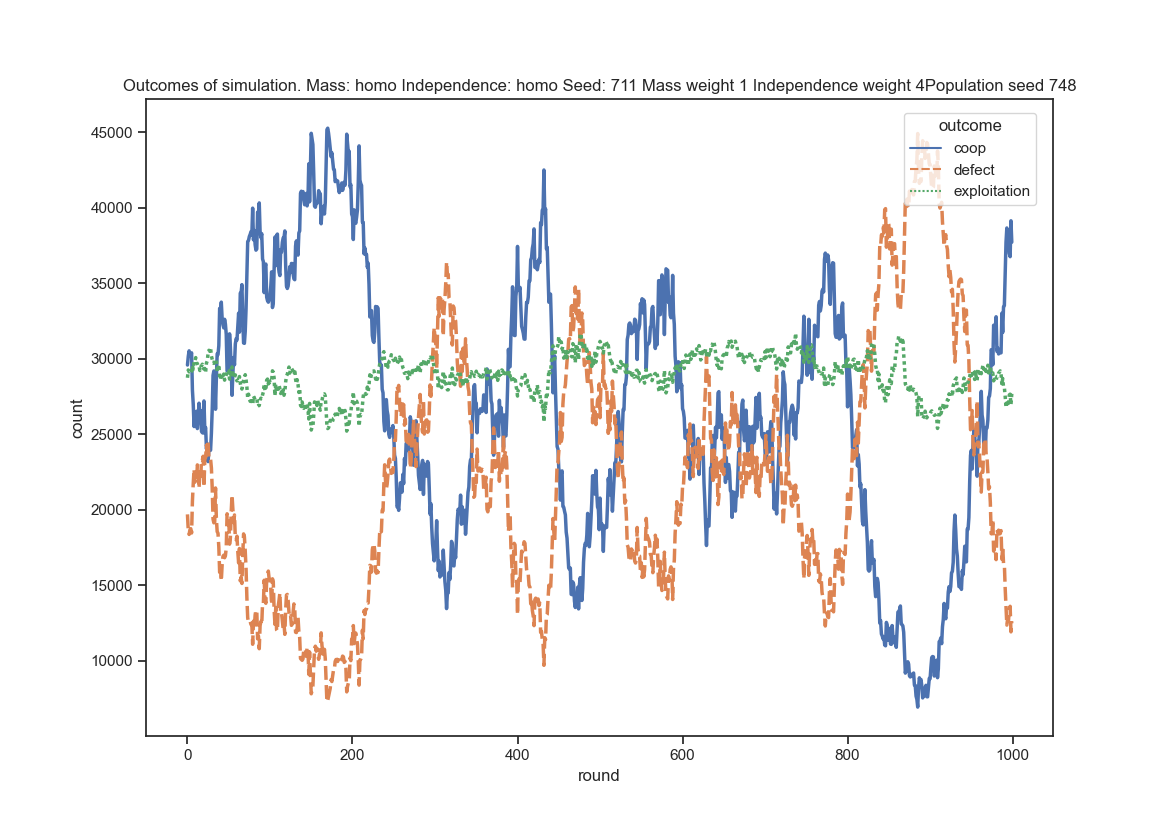 Outcomes of simulation. Mass: homo Independence: homo Seed: 711 Mass weight 1 Independence weight 4Population seed 748
outcome
coop
defect
exploitation
45000
40000
35000
30000
25000
20000
15000
10000
count
0 200 400 600 800 1000
round